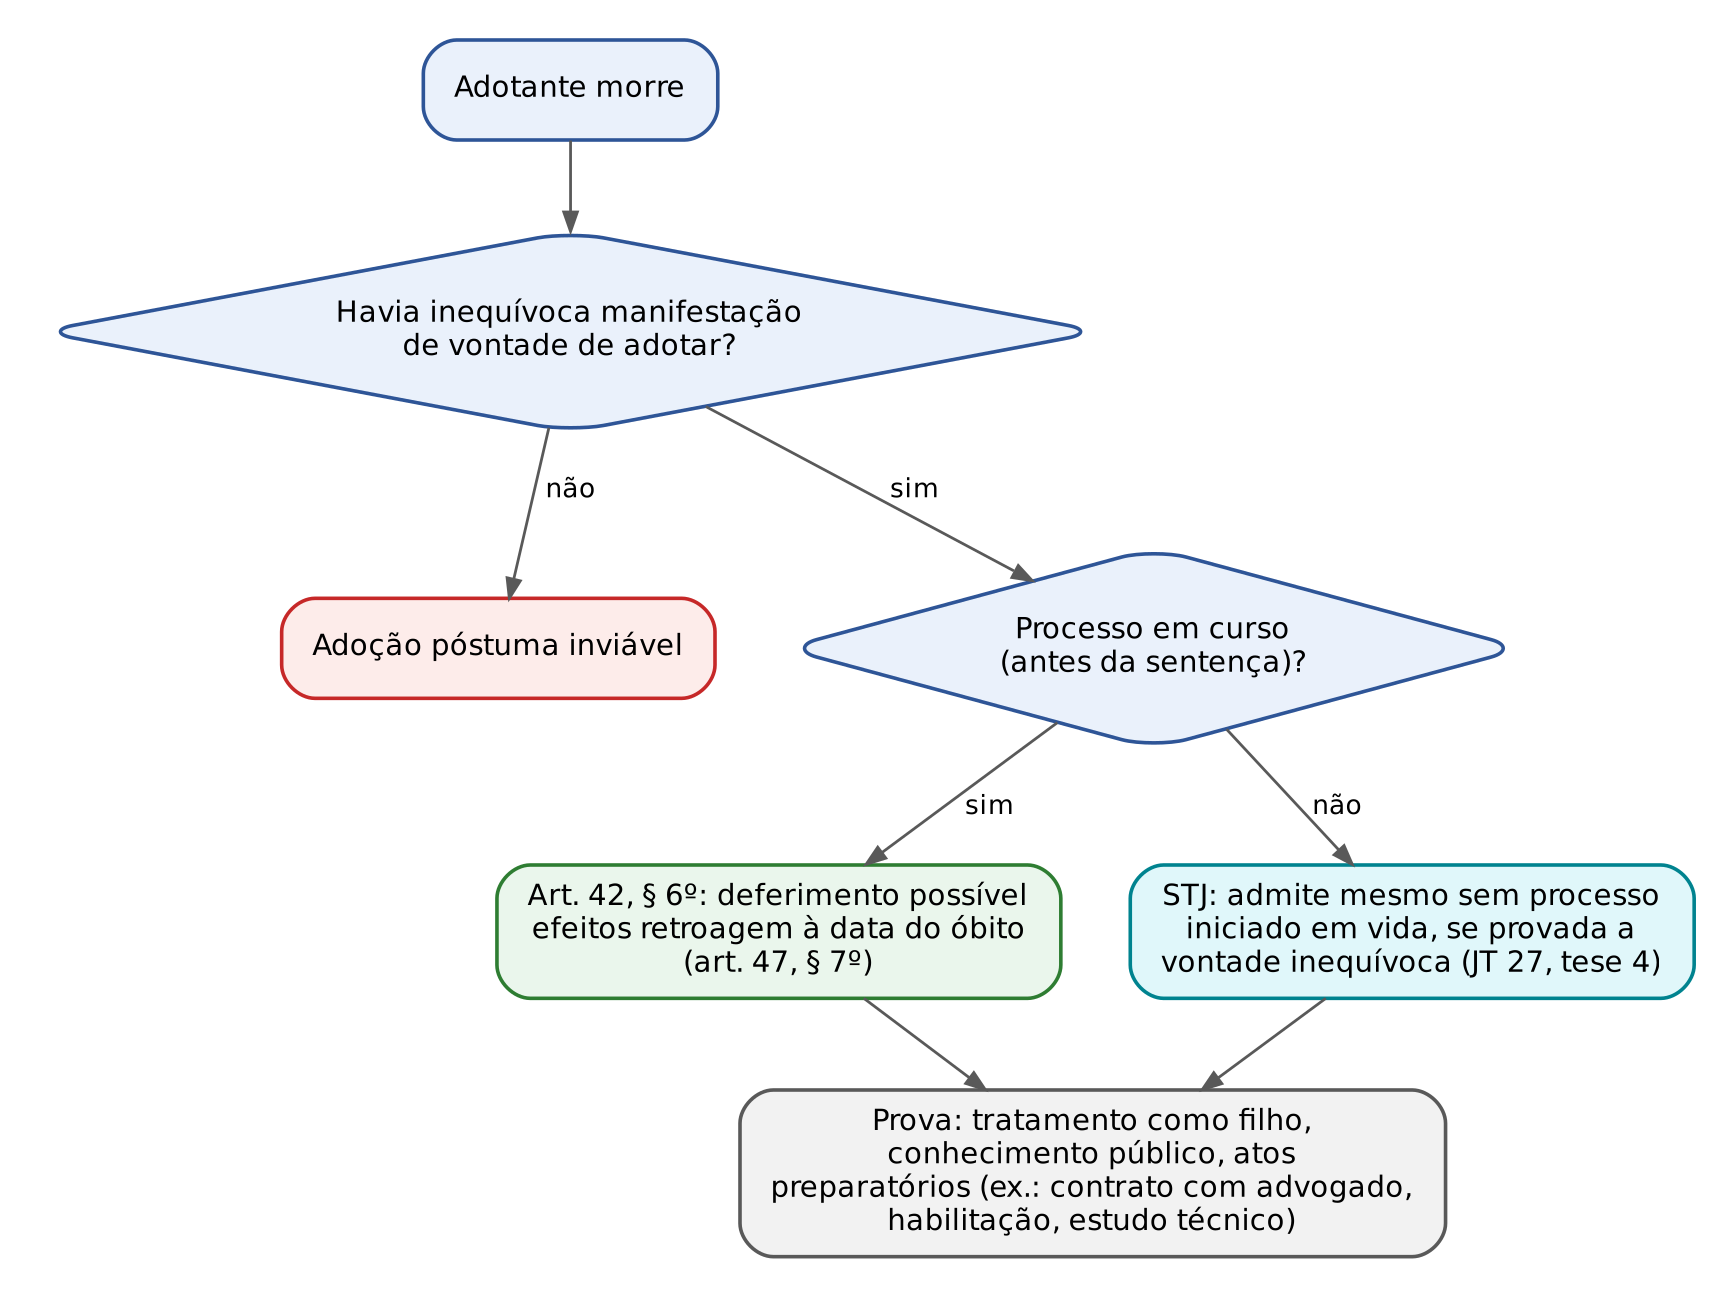 Adotante morre
Havia inequívoca manifestação
de vontade de adotar?
não
sim
Adoção póstuma inviável
Processo em curso
(antes da sentença)?
sim
não
Art. 42, § 6º: deferimento possível
efeitos retroagem à data do óbito
(art. 47, § 7º)
STJ: admite mesmo sem processo
iniciado em vida, se provada a
vontade inequívoca (JT 27, tese 4)
Prova: tratamento como filho,
conhecimento público, atos
preparatórios (ex.: contrato com advogado,
habilitação, estudo técnico)